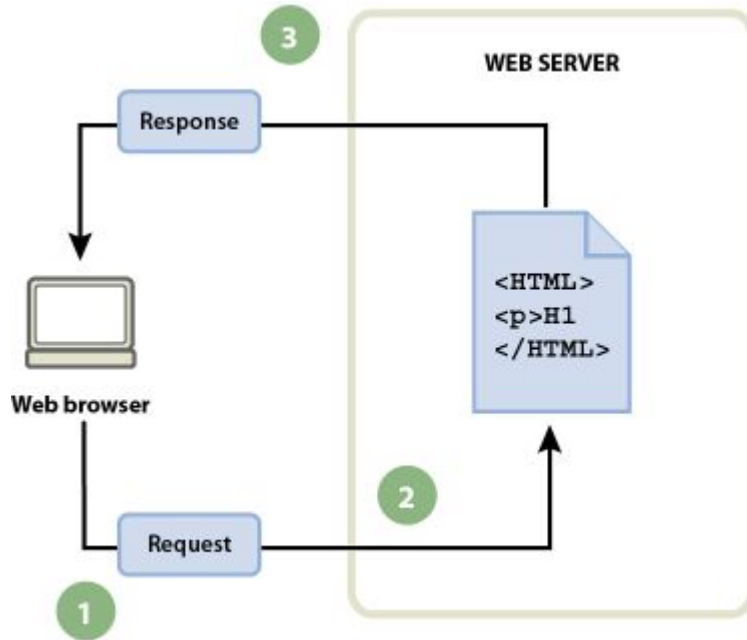 3
WEB SERVER
Response
<HTML>
<p>H1
</HTML>
Web browser
2
Request
1